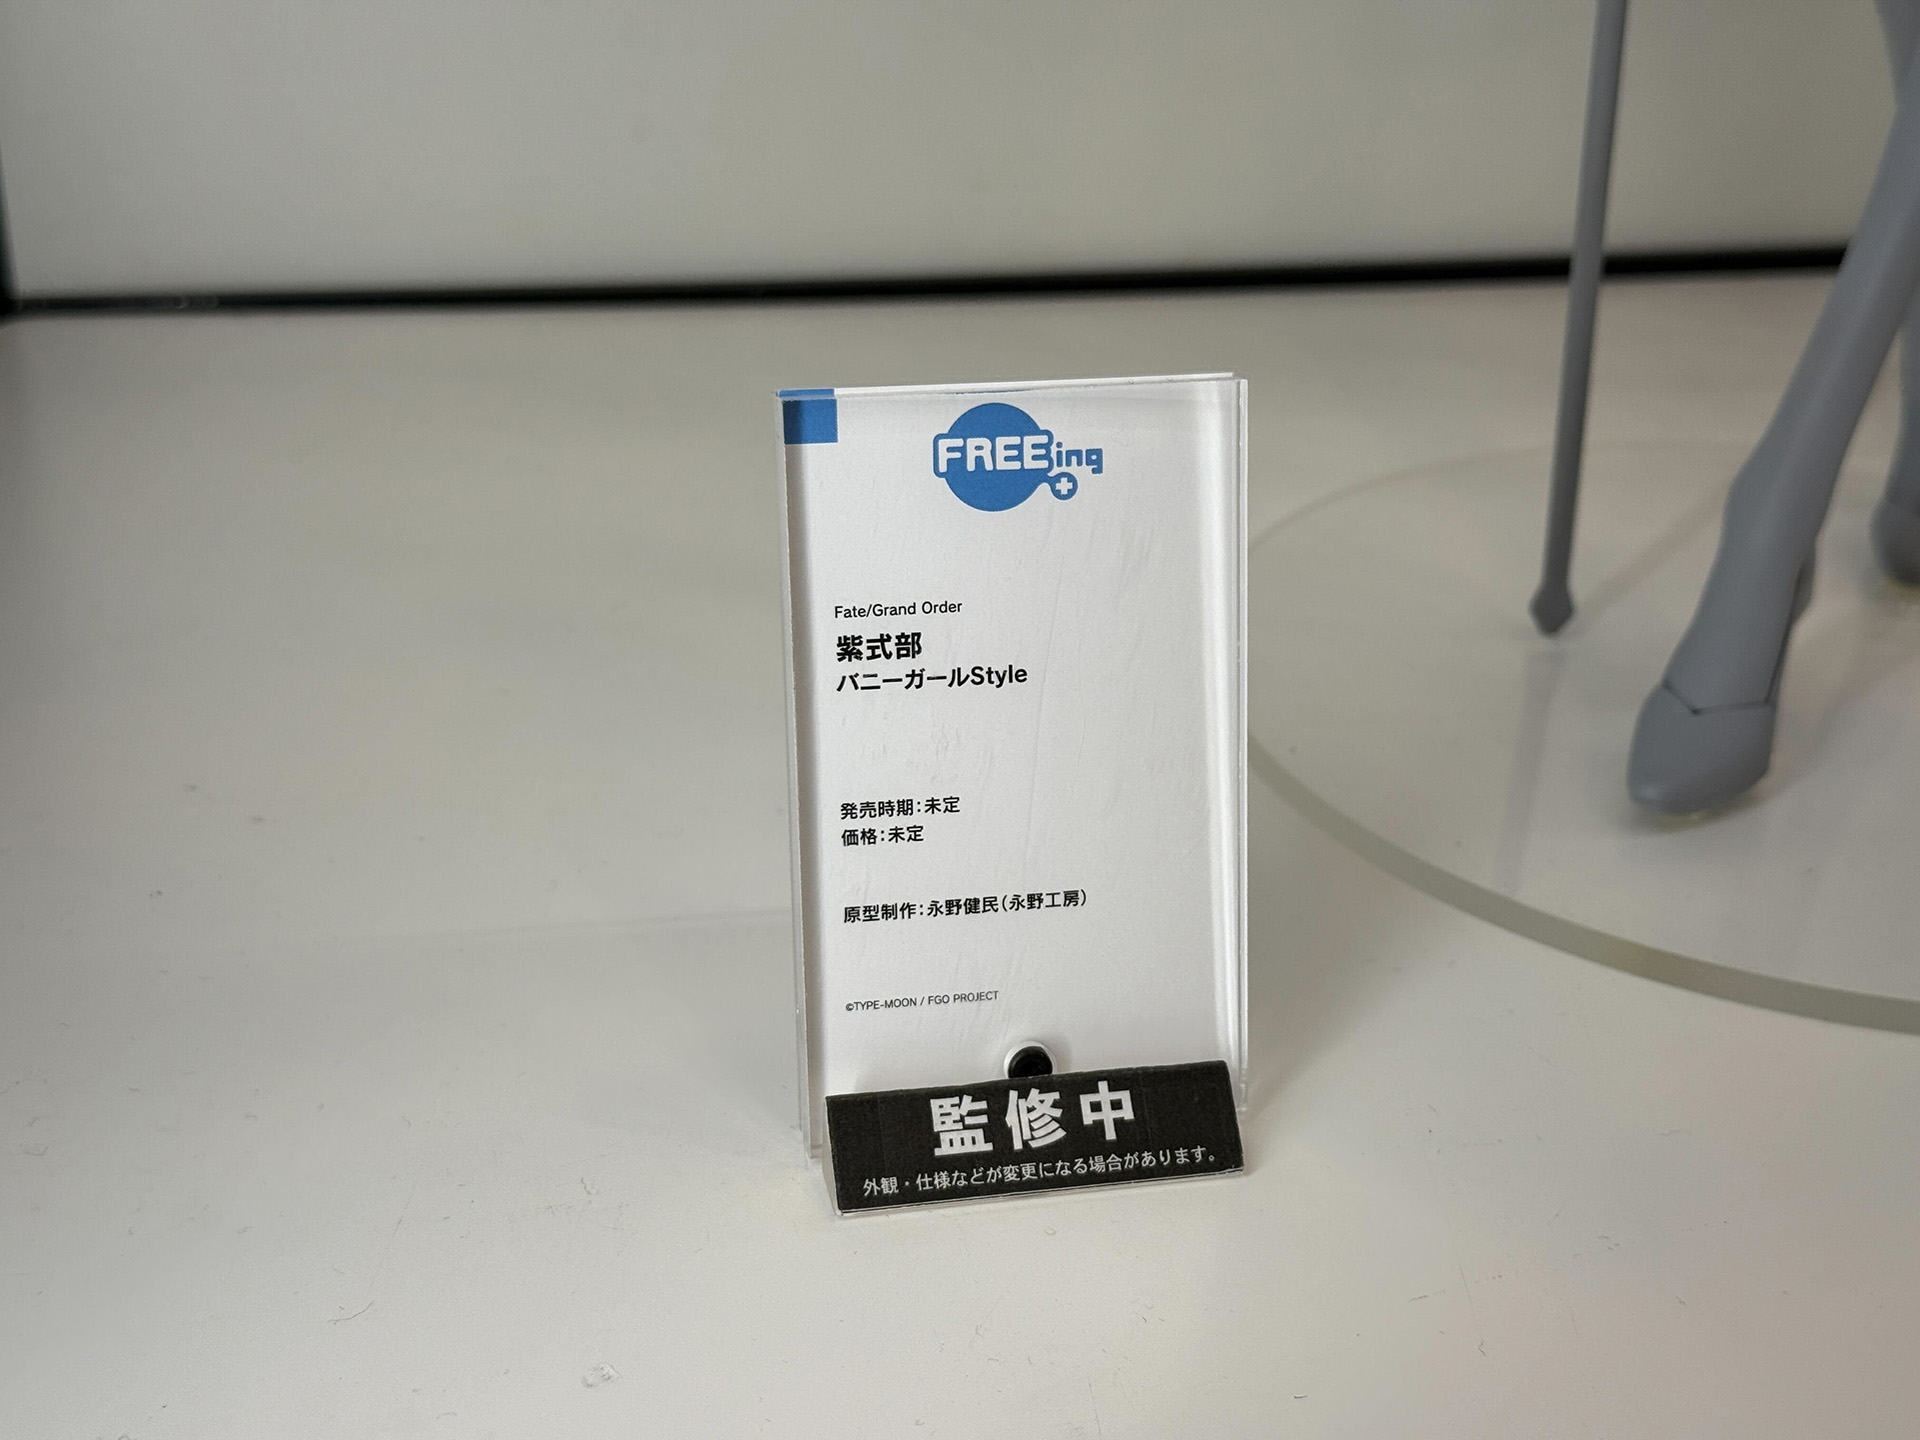 FREEing
Fate/Grand Order
紫式部
バニーガールStyle
発売時期：未定
価格：未定
原型制作：永野健民（永野工房）
©TYPE-MOON / FGO PROJECT
監修中
外観・仕様などが変更になる場合があります。